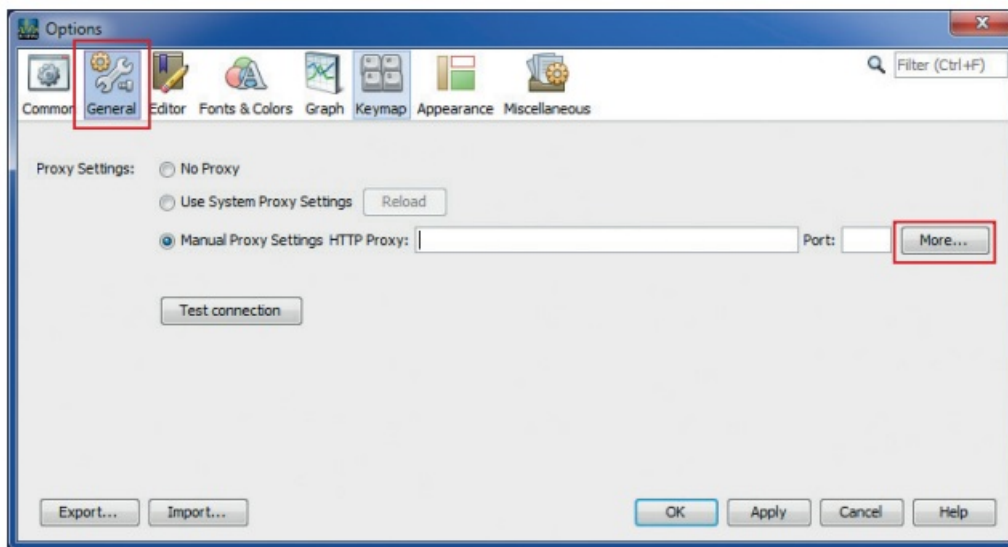 Options
Filter (Ctrl+F)
Common General Editor Fonts & Colors Graph Keymap Appearance Miscellaneous
Proxy Settings: No Proxy
Use System Proxy Settings Reload
Manual Proxy Settings HTTP Proxy: Port: More...
Test connection
Export... Import... OK Apply Cancel Help